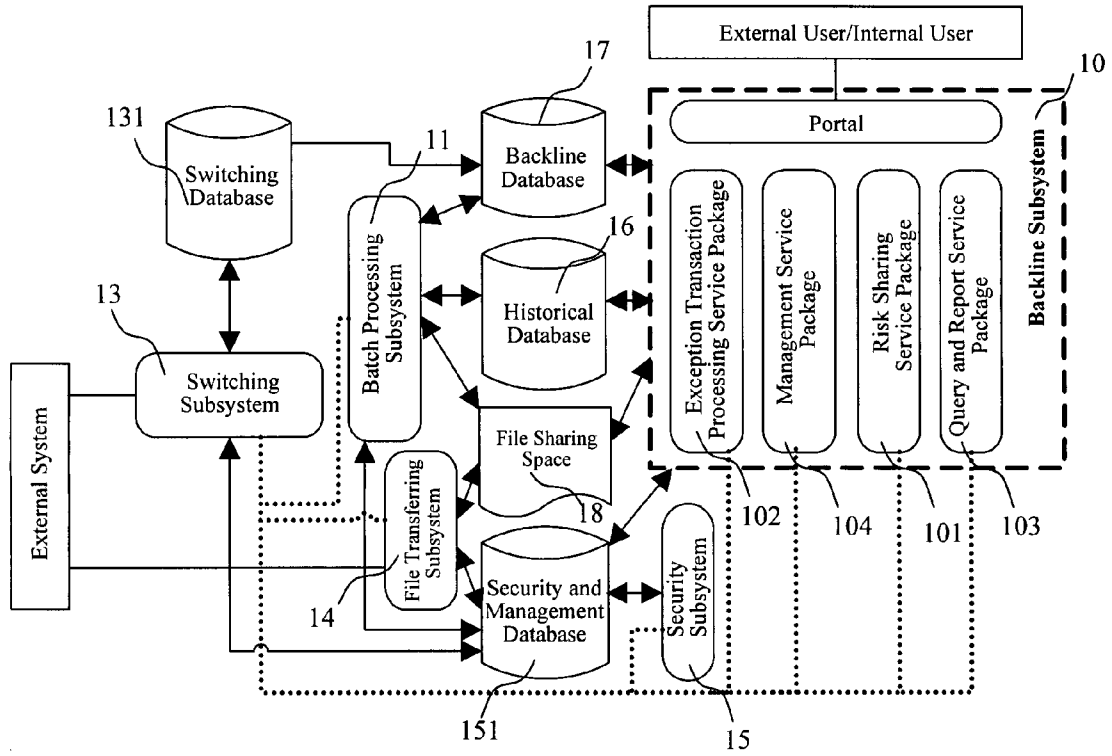 External User/Internal User
10
Portal
Backline Subsystem
17
Backline
Database
131
Switching
Database
11
Batch Processing
Subsystem
16
Historical
Database
Exception Transaction
Processing Service Package
Management Service
Package
Risk Sharing
Service Package
Query and Report Service
Package
13
Switching
Subsystem
External System
File Sharing
Space
18
102
104
101
103
File Transferring
Subsystem
14
Security and
Management
Database
151
Security
Subsystem
15